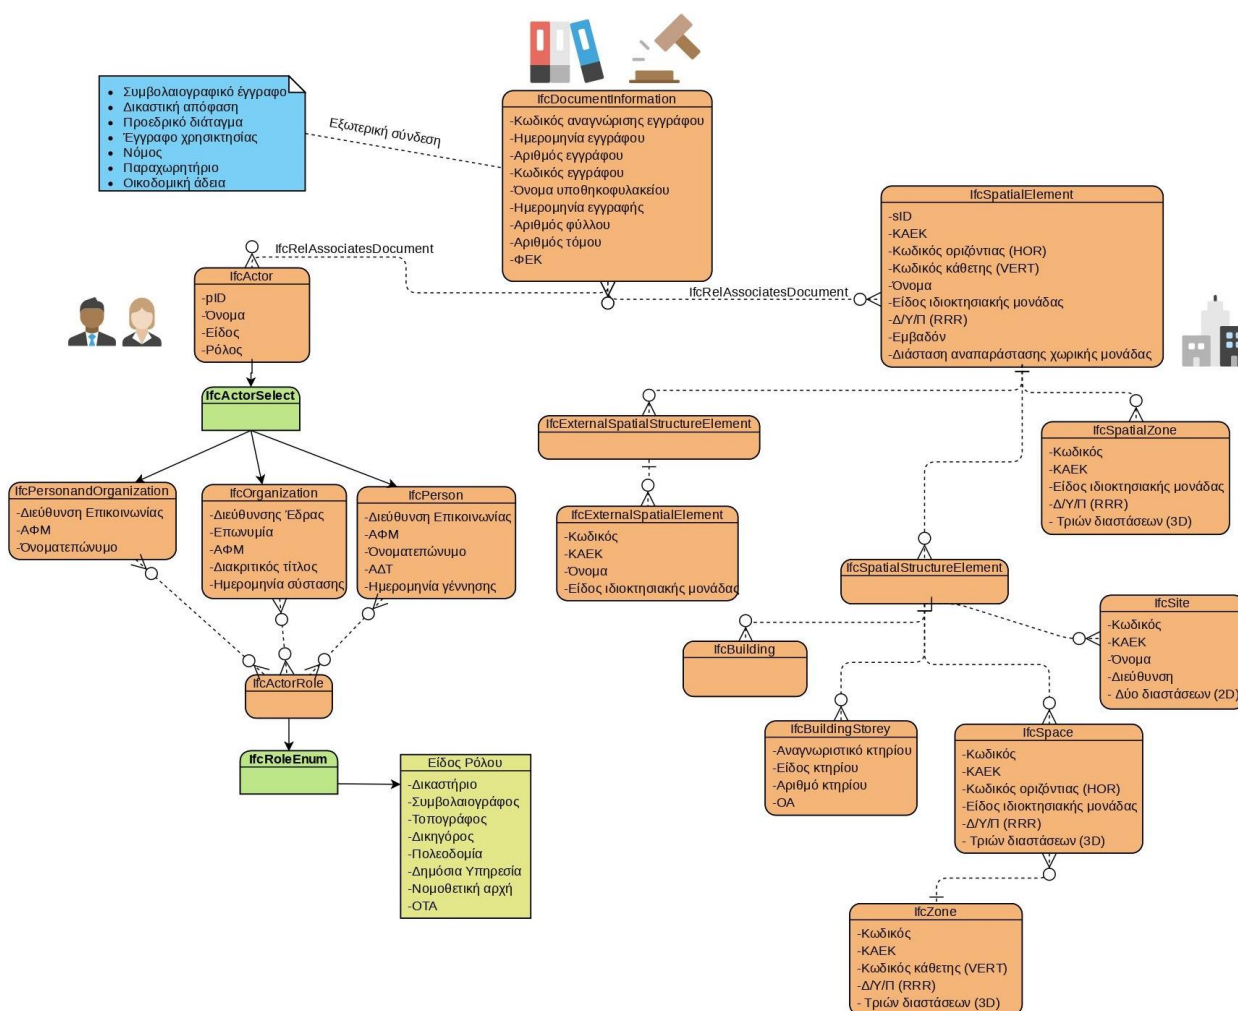 IfcDocumentInformation
-Κωδικός αναγνώρισης εγγράφου
-Ημερομηνία εγγράφου
-Αριθμός εγγράφου
-Κωδικός εγγράφου
-Όνομα υποθηκοφυλακείου
-Ημερομηνία εγγραφής
-Αριθμός φύλλου
-Αριθμός τόμου
-ΦΕΚ
• Συμβολαιογραφικό έγγραφο
• Δικαστική απόφαση
• Προεδρικό διάταγμα
• Έγγραφο χρησικτησίας
• Νόμος
• Παραχωρητήριο
• Οικοδομική άδεια
Εξωτερική σύνδεση
IfcRelAssociatesDocument
IfcRelAssociatesDocument
IfcSpatialElement
-sID
-ΚΑΕΚ
-Κωδικός οριζόντιας (HOR)
-Κωδικός κάθετης (VERT)
-Όνομα
-Είδος ιδιοκτησιακής μονάδας
-Δ/Υ/Π (RRR)
-Εμβαδόν
-Διάσταση αναπαράστασης χωρικής μονάδας
IfcActor
-pID
-Όνομα
-Είδος
-Ρόλος
IfcActorSelect
IfcPersonandOrganization
-Διεύθυνση Επικοινωνίας
-ΑΦΜ
-Όνοματεπώνυμο
IfcOrganization
-Διεύθυνσης Έδρας
-Επωνυμία
-ΑΦΜ
-Διακριτικός τίτλος
-Ημερομηνία σύστασης
IfcPerson
-Διεύθυνση Επικοινωνίας
-ΑΦΜ
-Όνοματεπώνυμο
-ΑΔΤ
-Ημερομηνία γέννησης
IfcActorRole
IfcRoleEnum
Είδος Ρόλου
-Δικαστήριο
-Συμβολαιογράφος
-Τοπογράφος
-Δικηγόρος
-Πολεοδομία
-Δημόσια Υπηρεσία
-Νομοθετική αρχή
-ΟΤΑ
IfcExternalSpatialStructureElement
IfcExternalSpatialElement
-Κωδικός
-ΚΑΕΚ
-Όνομα
-Είδος ιδιοκτησιακής μονάδας
IfcSpatialZone
-Κωδικός
-ΚΑΕΚ
-Είδος ιδιοκτησιακής μονάδας
-Δ/Υ/Π (RRR)
- Τριών διαστάσεων (3D)
IfcSpatialStructureElement
IfcSite
-Κωδικός
-ΚΑΕΚ
-Όνομα
-Διεύθυνση
- Δύο διαστάσεων (2D)
IfcBuilding
IfcBuildingStorey
-Αναγνωριστικό κτηρίου
-Είδος κτηρίου
-Αριθμό κτηρίου
-ΟΑ
IfcSpace
-Κωδικός
-ΚΑΕΚ
-Κωδικός οριζόντιας (HOR)
-Είδος ιδιοκτησιακής μονάδας
-Δ/Υ/Π (RRR)
- Τριών διαστάσεων (3D)
IfcZone
-Κωδικός
-ΚΑΕΚ
-Κωδικός κάθετης (VERT)
-Δ/Υ/Π (RRR)
- Τριών διαστάσεων (3D)